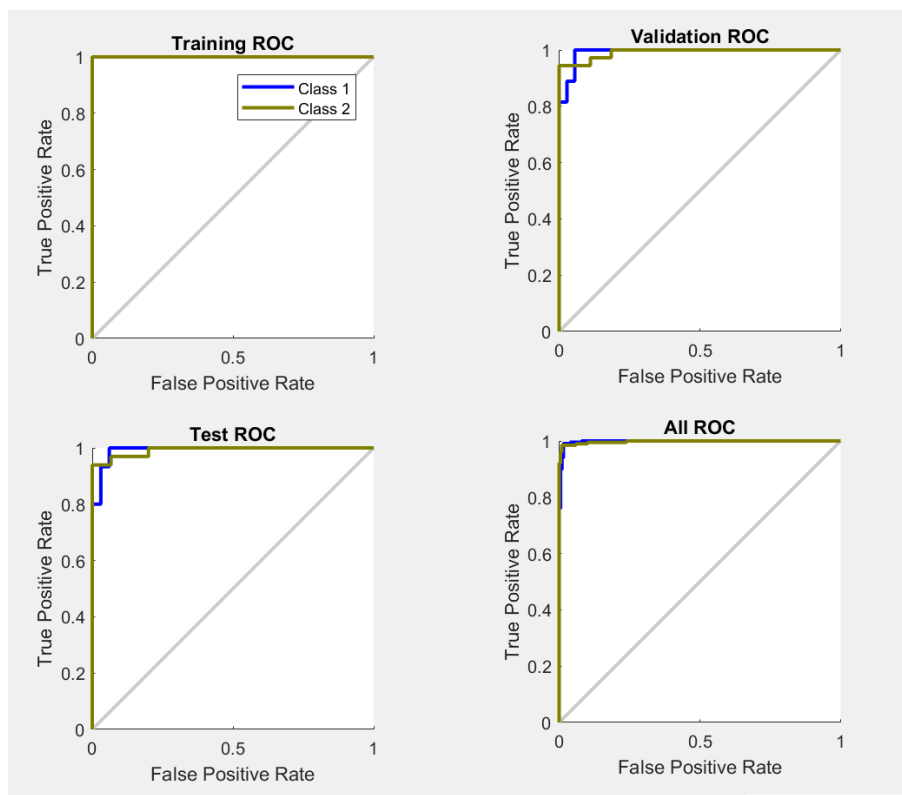 Training ROC
1
0.8
0.6
0.4
0.2
0
True Positive Rate
Class 1
Class 2
0
0.5
1
False Positive Rate
Validation ROC
1
0.8
0.6
0.4
0.2
0
True Positive Rate
0
0.5
1
False Positive Rate
Test ROC
1
0.8
0.6
0.4
0.2
0
True Positive Rate
0
0.5
1
False Positive Rate
All ROC
1
0.8
0.6
0.4
0.2
0
True Positive Rate
0
0.5
1
False Positive Rate